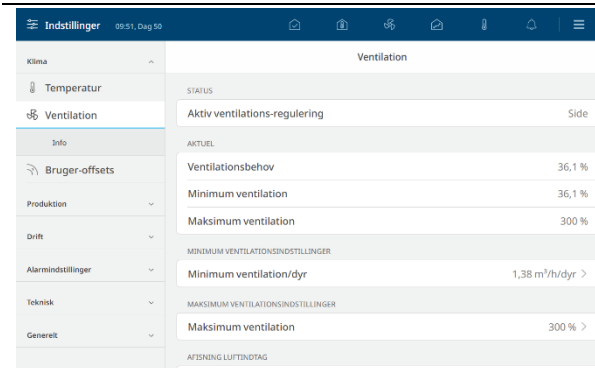 Indstillinger 09:51, Dag 50
Klima
Temperatur
Ventilation
Info
Bruger-offsets
Produktion
Drift
Alarmindstillinger
Teknisk
Generelt
Ventilation
STATUS
Aktiv ventilations-regulering Side
AKTUEL
Ventilationsbehov 36,1 %
Minimum ventilation 36,1 %
Maksimum ventilation 300 %
MINIMUM VENTILATIONSINDSTILLINGER
Minimum ventilation/dyr 1,38 m³/h/dyr
MAKSIMUM VENTILATIONSINDSTILLINGER
Maksimum ventilation 300 %
AFISNING LUFTINDTAG